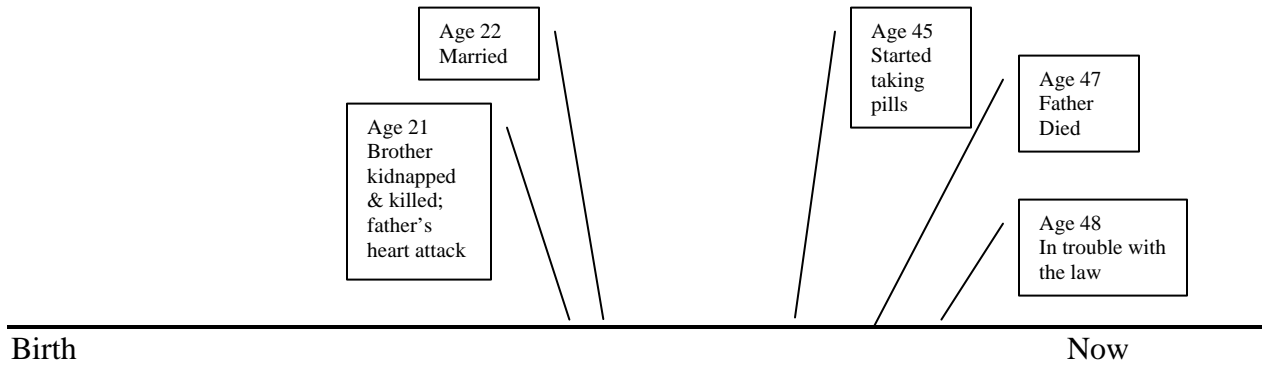 Age 22
Married
Age 21
Brother
kidnapped
& killed;
father’s
heart attack
Age 45
Started
taking
pills
Age 47
Father
Died
Age 48
In trouble with
the law
Birth
Now